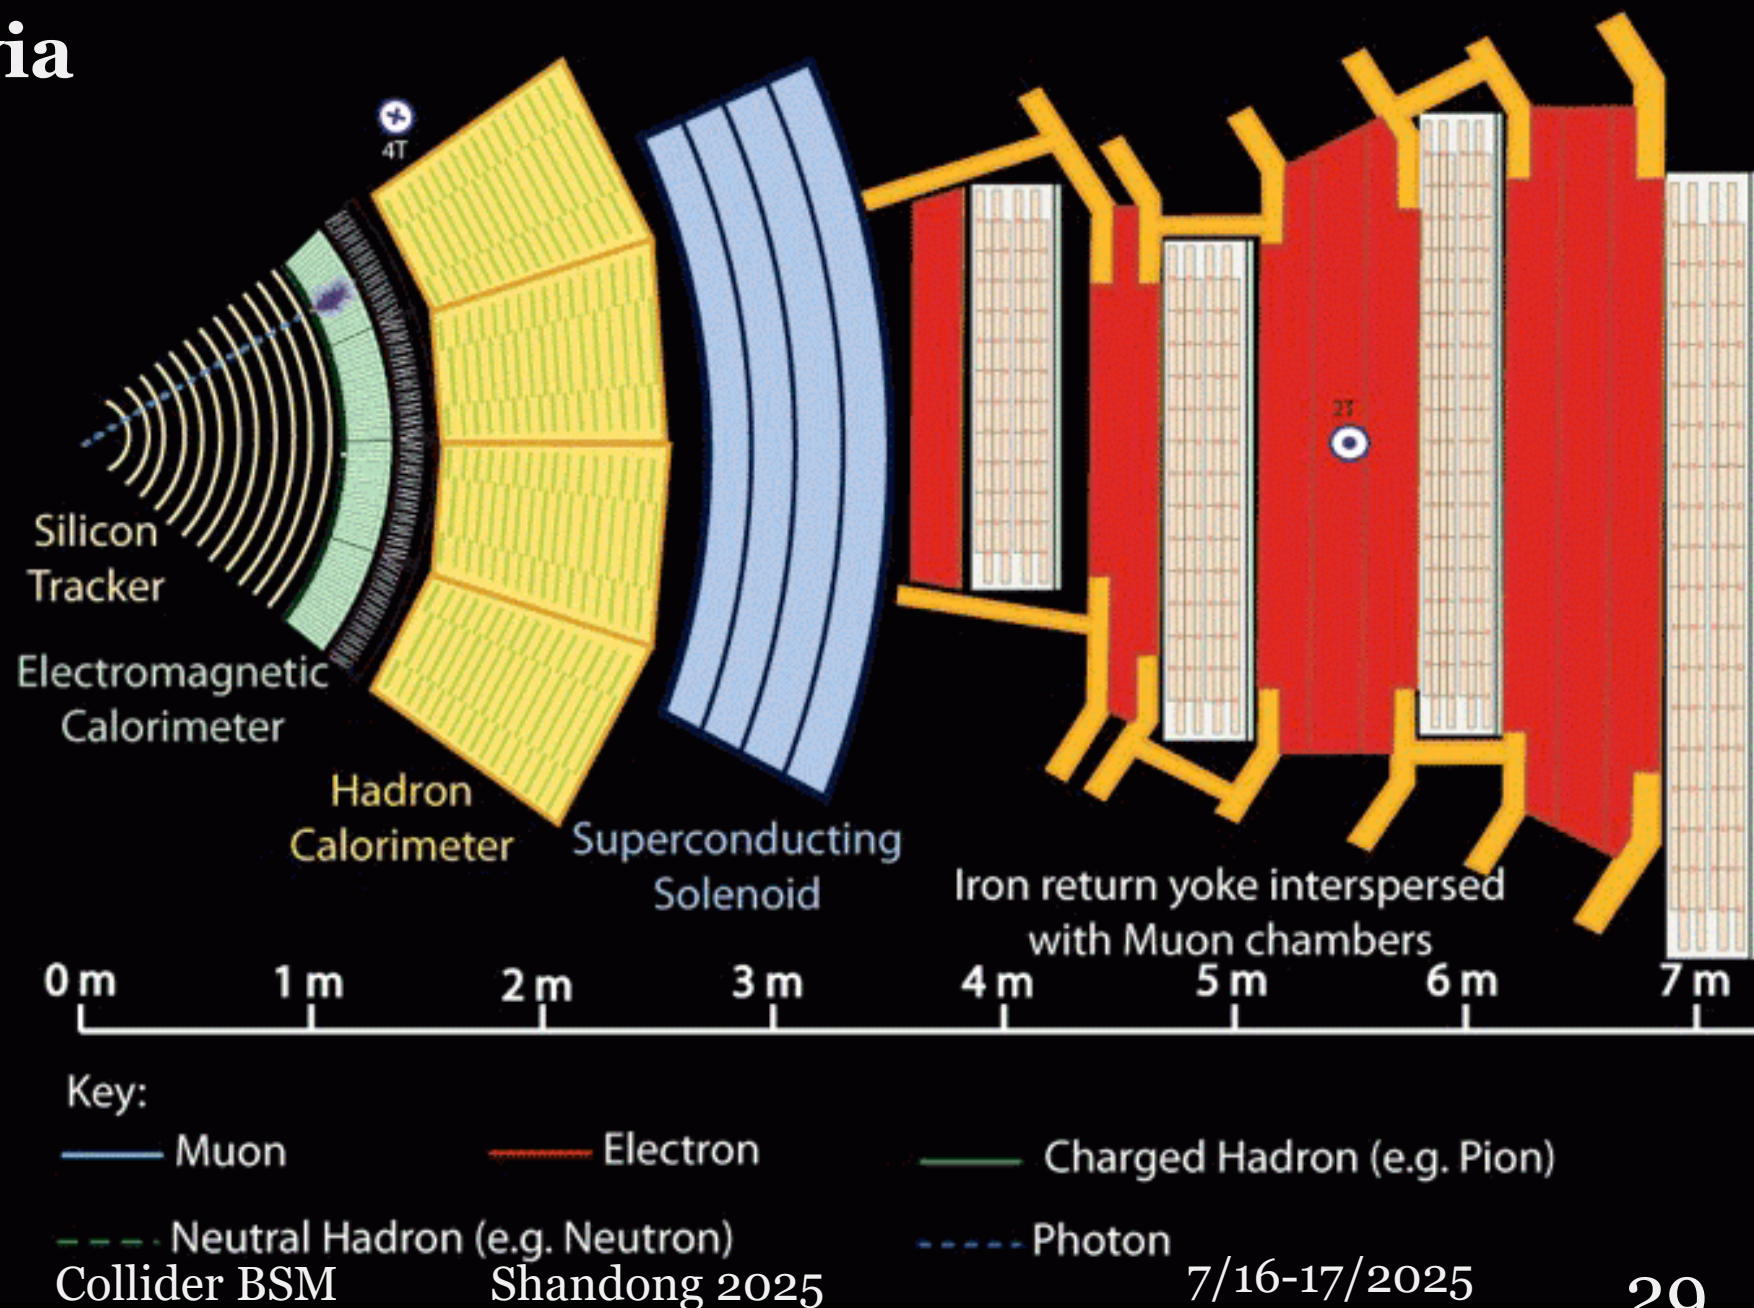 ia
4T
2T
Silicon
Tracker
Electromagnetic
Calorimeter
Hadron
Calorimeter
Superconducting
Solenoid
Iron return yoke interspersed
with Muon chambers
0 m 1 m 2 m 3 m 4 m 5 m 6 m 7 m
Key:
Muon Electron Charged Hadron (e.g. Pion)
Neutral Hadron (e.g. Neutron) Photon
Collider BSM Shandong 2025 7/16-17/2025 29